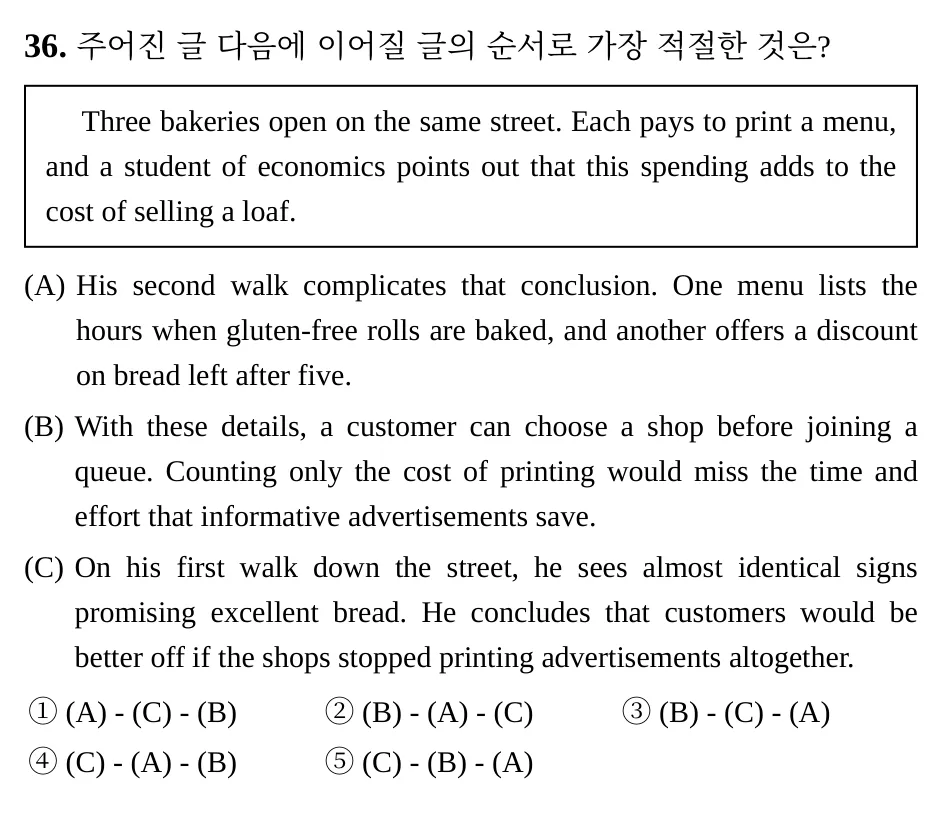 36. 주어진 글 다음에 이어질 글의 순서로 가장 적절한 것은?
Three bakeries open on the same street. Each pays to print a menu,
and a student of economics points out that this spending adds to the
cost of selling a loaf.
(A) His second walk complicates that conclusion. One menu lists the
hours when gluten-free rolls are baked, and another offers a discount
on bread left after five.
(B) With these details, a customer can choose a shop before joining a
queue. Counting only the cost of printing would miss the time and
effort that informative advertisements save.
(C) On his first walk down the street, he sees almost identical signs
promising excellent bread. He concludes that customers would be
better off if the shops stopped printing advertisements altogether.
① (A) - (C) - (B) ② (B) - (A) - (C) ③ (B) - (C) - (A)
④ (C) - (A) - (B) ⑤ (C) - (B) - (A)